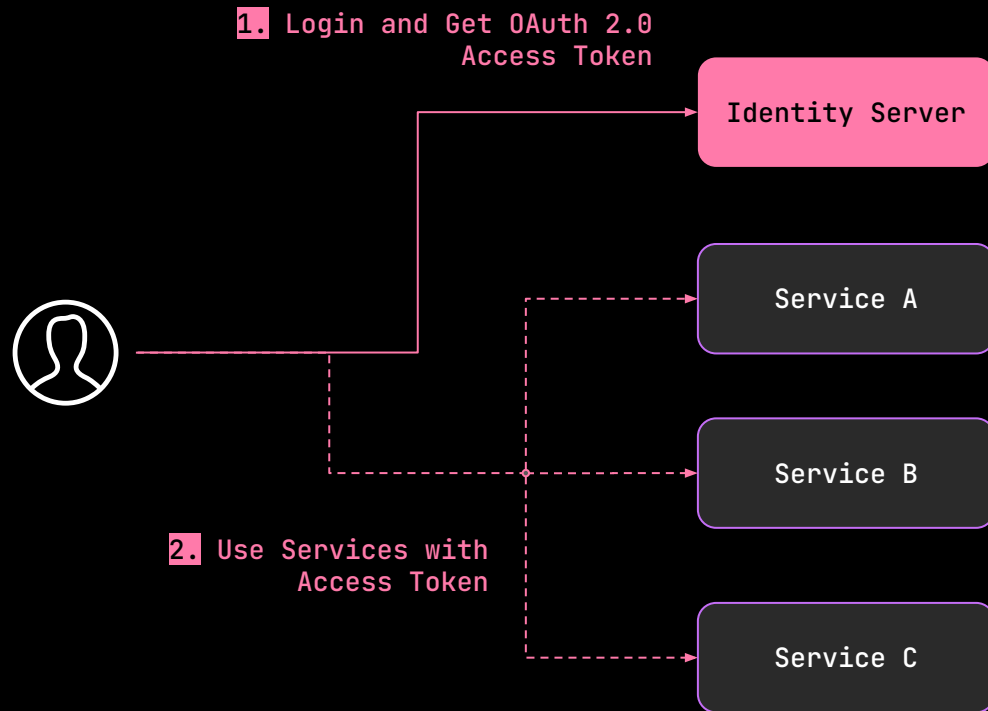 1. Login and Get OAuth 2.0
Access Token
Identity Server
Service A
Service B
2. Use Services with
Access Token
Service C